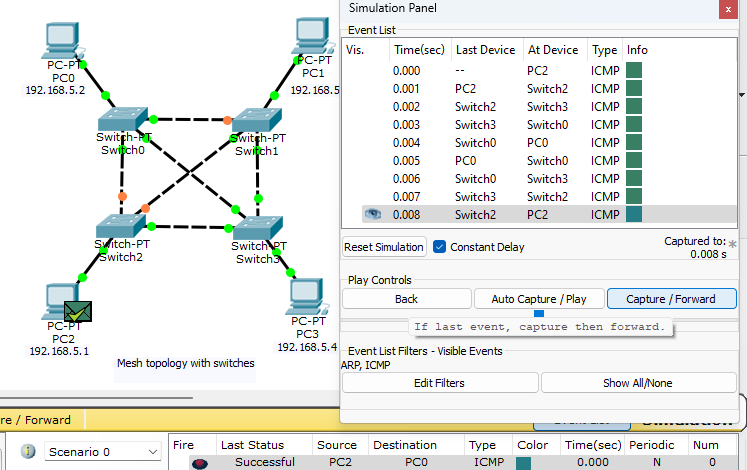 Simulation Panel
x
Event List
Vis. Time(sec) Last Device At Device Type Info
0.000 -- PC2 ICMP
0.001 PC2 Switch2 ICMP
0.002 Switch2 Switch3 ICMP
0.003 Switch3 Switch0 ICMP
0.004 Switch0 PC0 ICMP
0.005 PC0 Switch0 ICMP
0.006 Switch0 Switch3 ICMP
0.007 Switch3 Switch2 ICMP
0.008 Switch2 PC2 ICMP
Reset Simulation Constant Delay Captured to: *
0.008 s
Play Controls
Back Auto Capture / Play Capture / Forward
If last event, capture then forward.
Event List Filters - Visible Events
ARP, ICMP
Edit Filters Show All/None
PC-PT
PC0
192.168.5.2
PC-PT
PC1
192.168.5
Switch-PT
Switch0
Switch-PT
Switch1
Switch-PT
Switch2
Switch-PT
Switch3
PC-PT
PC2
192.168.5.1
PC-PT
PC3
192.168.5.4
Mesh topology with switches
re / Forward
Event List Simulation
Scenario 0
Fire Last Status Source Destination Type Color Time(sec) Periodic Num
Successful PC2 PC0 ICMP 0.000 N 0